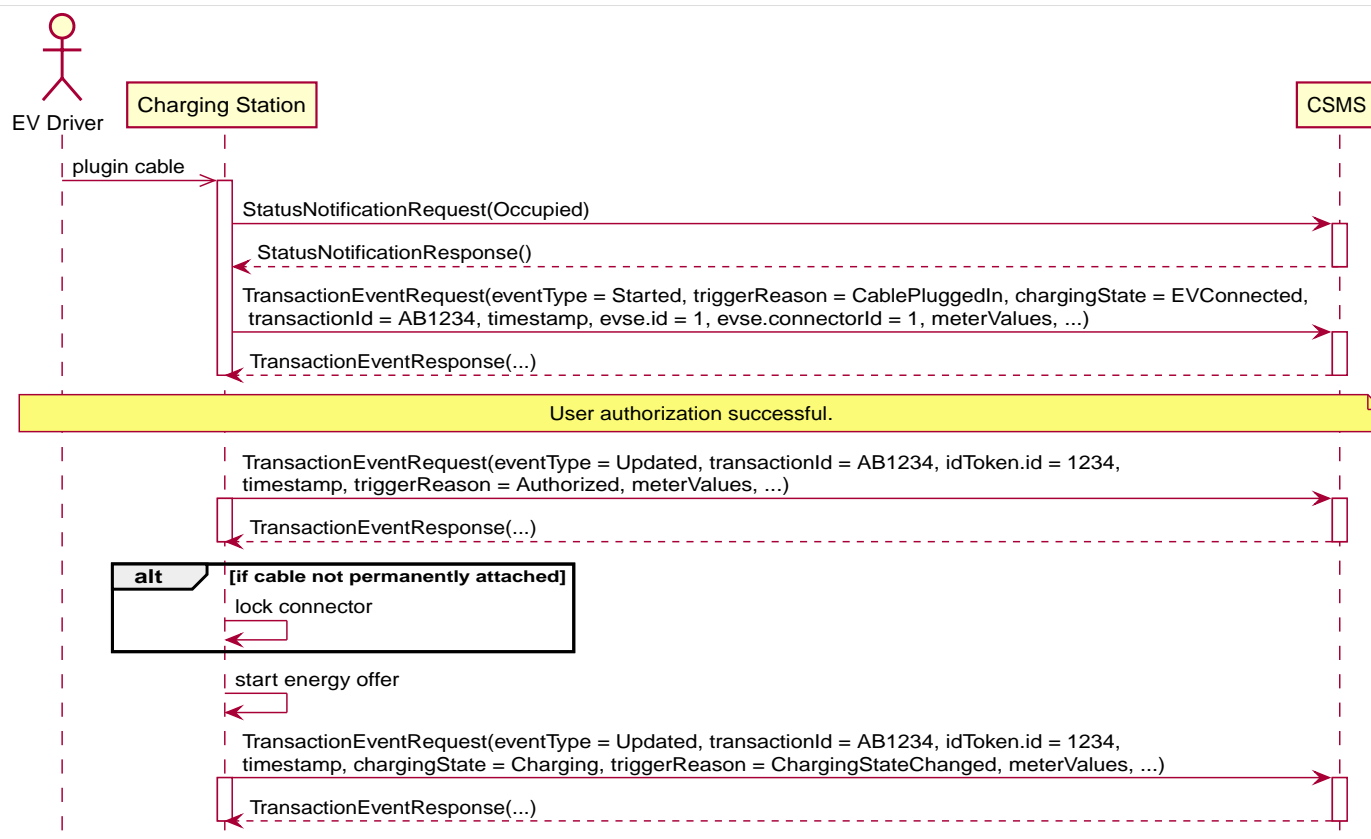 EV Driver
Charging Station
CSMS
plugin cable
StatusNotificationRequest(Occupied)
StatusNotificationResponse()
TransactionEventRequest(eventType = Started, triggerReason = CablePluggedIn, chargingState = EVConnected,
transactionId = AB1234, timestamp, evse.id = 1, evse.connectorId = 1, meterValues, ...)
TransactionEventResponse(...)
User authorization successful.
TransactionEventRequest(eventType = Updated, transactionId = AB1234, idToken.id = 1234,
timestamp, triggerReason = Authorized, meterValues, ...)
TransactionEventResponse(...)
alt [if cable not permanently attached]
lock connector
start energy offer
TransactionEventRequest(eventType = Updated, transactionId = AB1234, idToken.id = 1234,
timestamp, chargingState = Charging, triggerReason = ChargingStateChanged, meterValues, ...)
TransactionEventResponse(...)